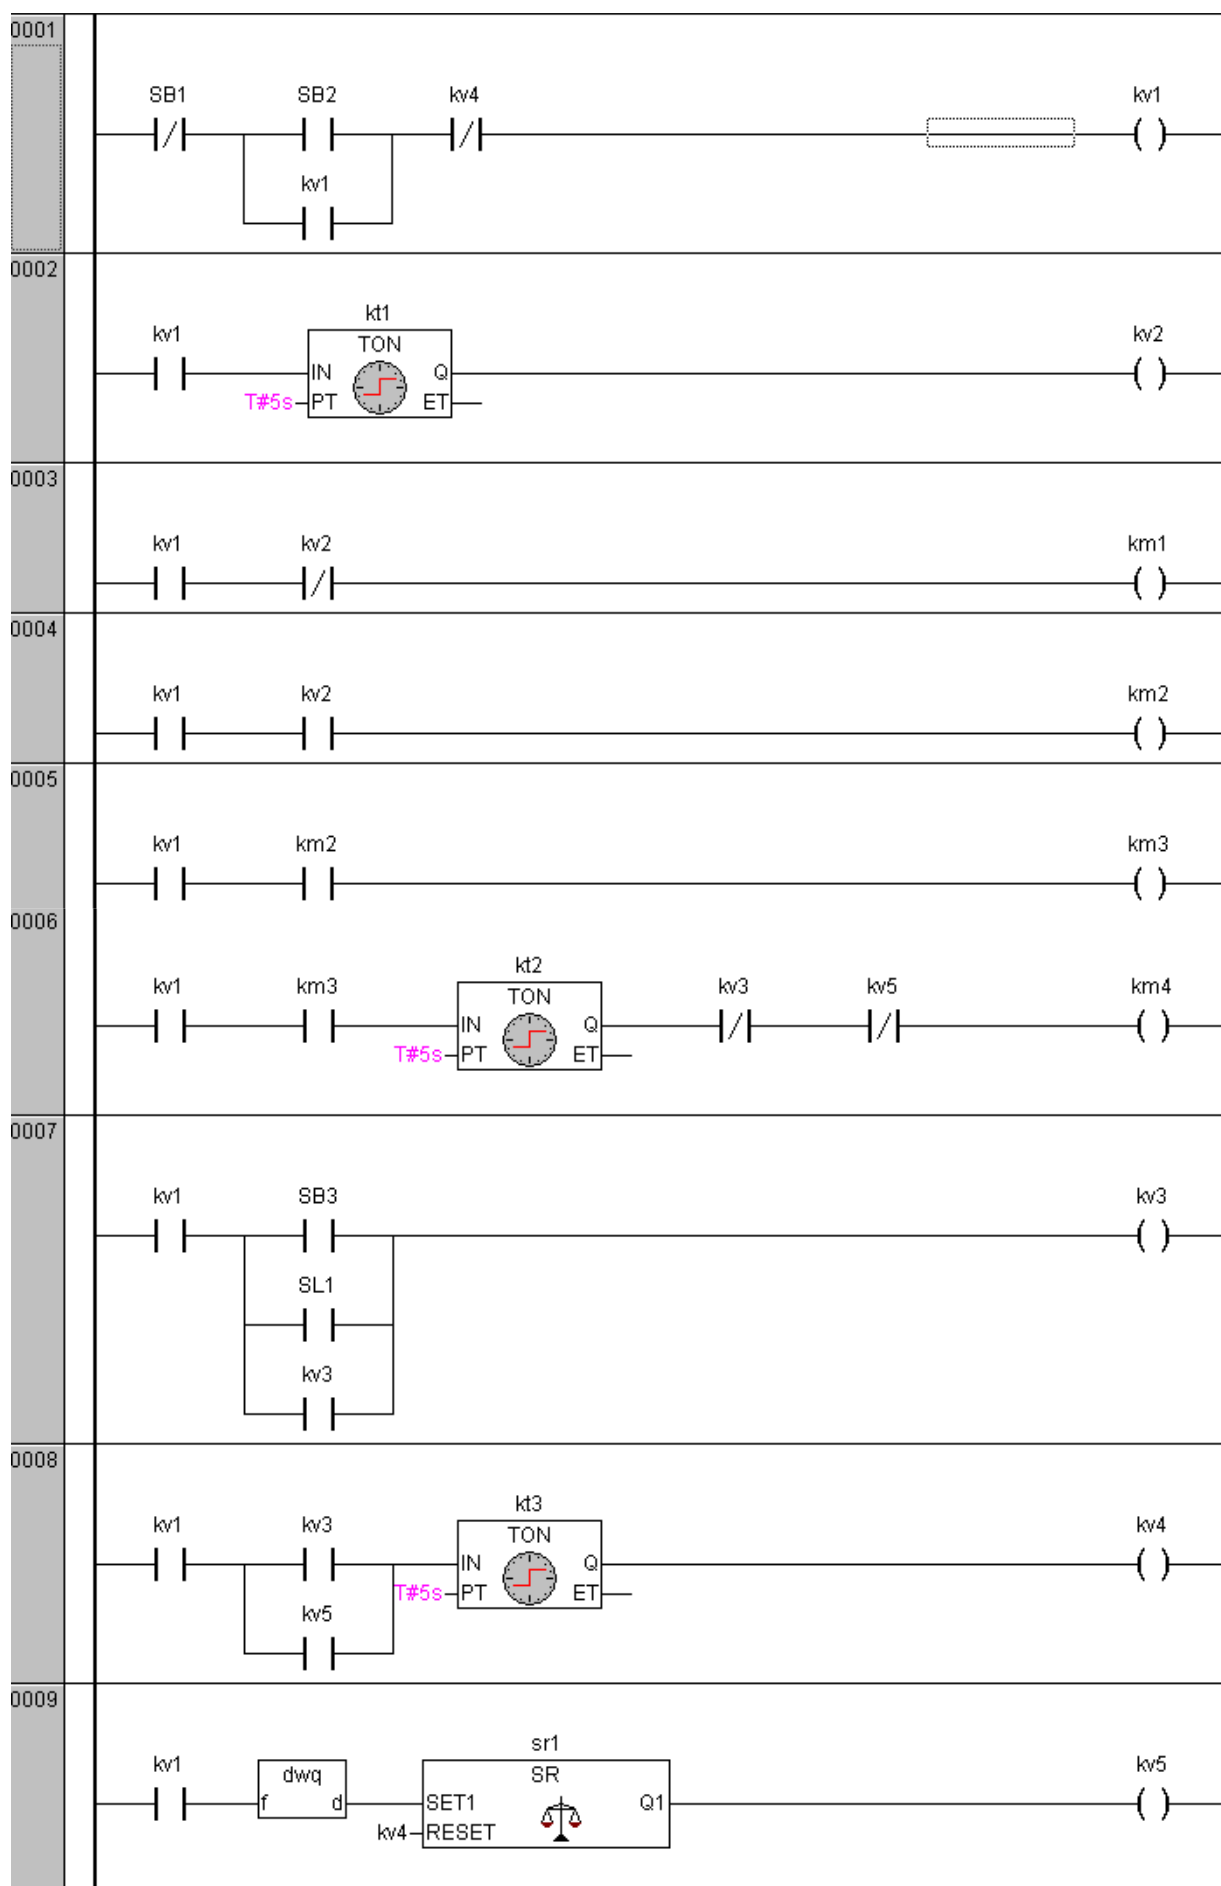 0001
SB1 SB2 kv4 kv1
kv1
0002
kt1
kv1 TON kv2
IN Q
T#5s PT ET
0003
kv1 kv2 km1
0004
kv1 kv2 km2
0005
kv1 km2 km3
0006
kt2
kv1 km3 TON kv3 kv5 km4
IN Q
T#5s PT ET
0007
kv1 SB3 kv3
SL1
kv3
0008
kt3
kv1 kv3 TON kv4
IN Q
T#5s PT ET
kv5
0009
sr1
kv1 dwq SR kv5
f d SET1 Q1
kv4 RESET